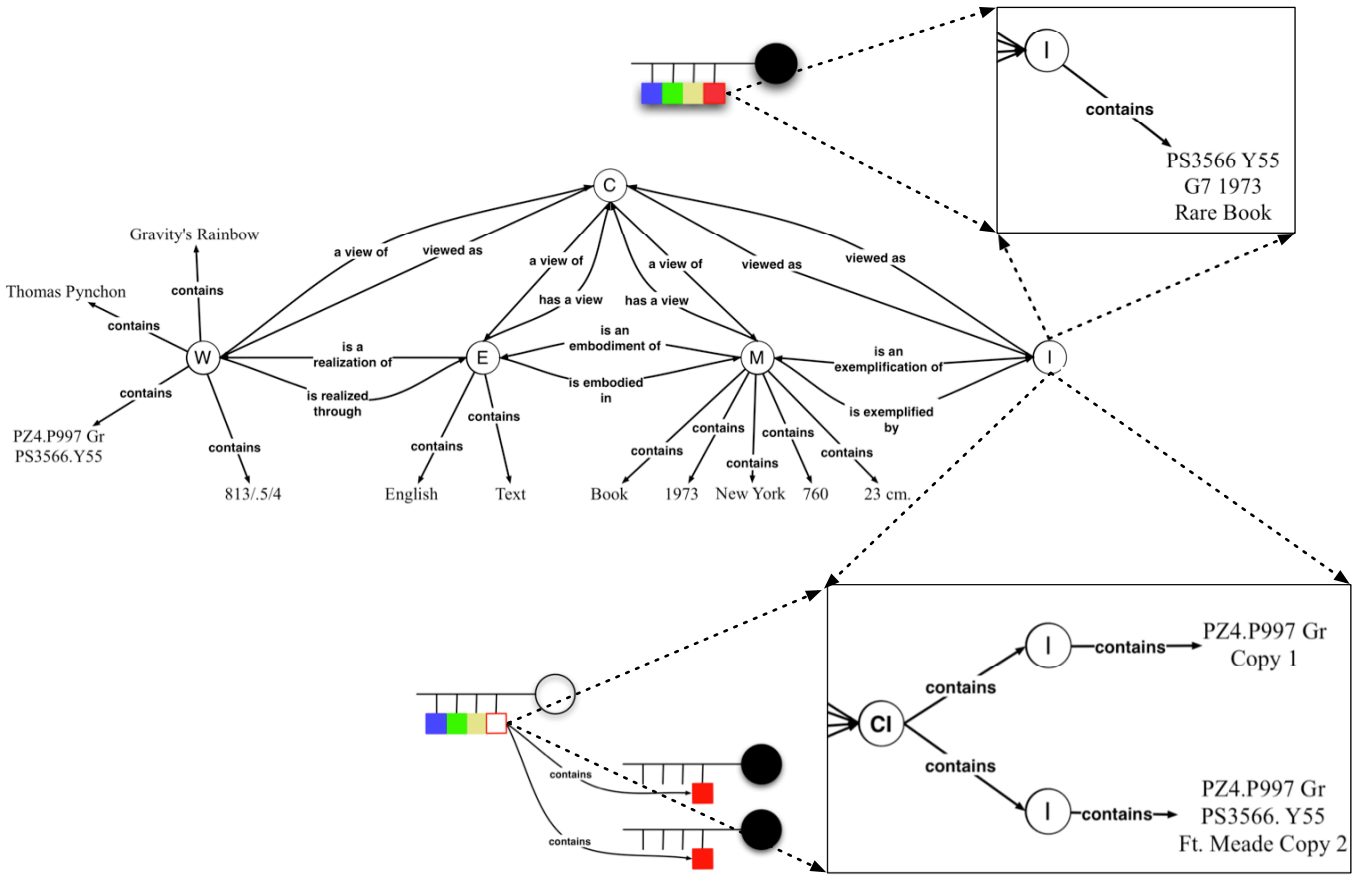 I
contains
PS3566 Y55
G7 1973
Rare Book
C
Gravity's Rainbow
a view of
viewed as
a view of
a view of
viewed as
viewed as
Thomas Pynchon
contains
contains
has a view
has a view
W
is a
realization of
E
is an
embodiment of
M
is an
exemplification of
I
contains
is realized
through
is embodied
in
is exemplified
by
PZ4.P997 Gr
PS3566.Y55
contains
contains
contains
contains
contains
contains
contains
contains
813/.5/4
English
Text
Book
1973
New York
760
23 cm.
contains
contains
CI
contains
I
contains
PZ4.P997 Gr
Copy 1
contains
I
contains
PZ4.P997 Gr
PS3566. Y55
Ft. Meade Copy 2